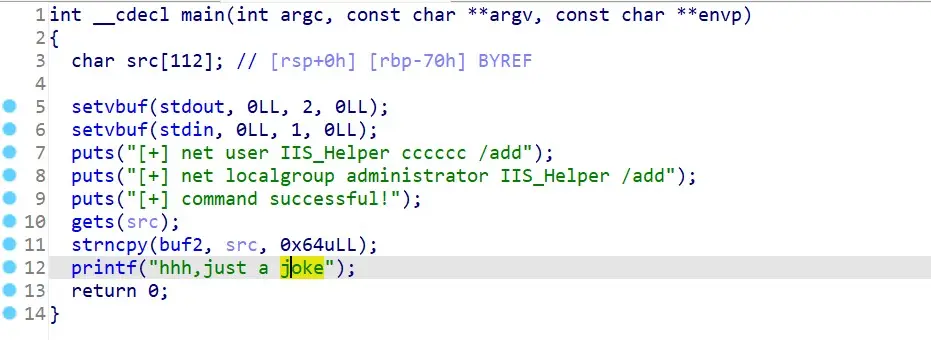 1 int __cdecl main(int argc, const char **argv, const char **envp)
2 {
3 char src[112]; // [rsp+0h] [rbp-70h] BYREF
4
5 setvbuf(stdout, 0LL, 2, 0LL);
6 setvbuf(stdin, 0LL, 1, 0LL);
7 puts("[+] net user IIS_Helper cccccc /add");
8 puts("[+] net localgroup administrator IIS_Helper /add");
9 puts("[+] command successful!");
10 gets(src);
11 strncpy(buf2, src, 0x64uLL);
12 printf("hhh,just a joke");
13 return 0;
14 }